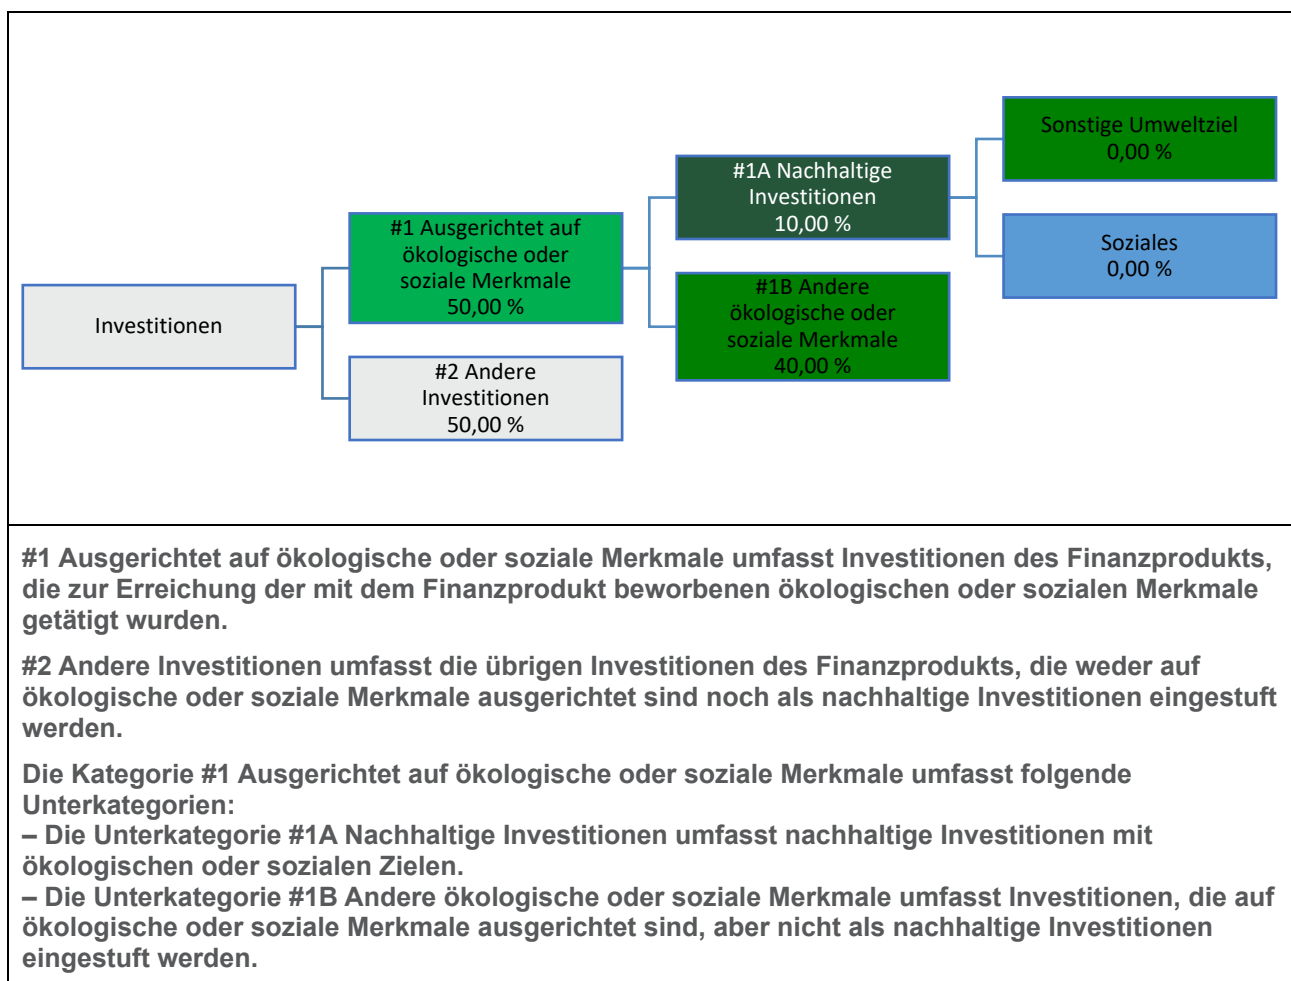 Sonstige Umweltziel
0,00 %
#1A Nachhaltige
Investitionen
10,00 %
#1 Ausgerichtet auf
ökologische oder
soziale Merkmale
50,00 %
Soziales
0,00 %
#1B Andere
ökologische oder
soziale Merkmale
40,00 %
Investitionen
#2 Andere
Investitionen
50,00 %
#1 Ausgerichtet auf ökologische oder soziale Merkmale umfasst Investitionen des Finanzprodukts,
die zur Erreichung der mit dem Finanzprodukt beworbenen ökologischen oder sozialen Merkmale
getätigt wurden.
#2 Andere Investitionen umfasst die übrigen Investitionen des Finanzprodukts, die weder auf
ökologische oder soziale Merkmale ausgerichtet sind noch als nachhaltige Investitionen eingestuft
werden.
Die Kategorie #1 Ausgerichtet auf ökologische oder soziale Merkmale umfasst folgende
Unterkategorien:
– Die Unterkategorie #1A Nachhaltige Investitionen umfasst nachhaltige Investitionen mit
ökologischen oder sozialen Zielen.
– Die Unterkategorie #1B Andere ökologische oder soziale Merkmale umfasst Investitionen, die auf
ökologische oder soziale Merkmale ausgerichtet sind, aber nicht als nachhaltige Investitionen
eingestuft werden.